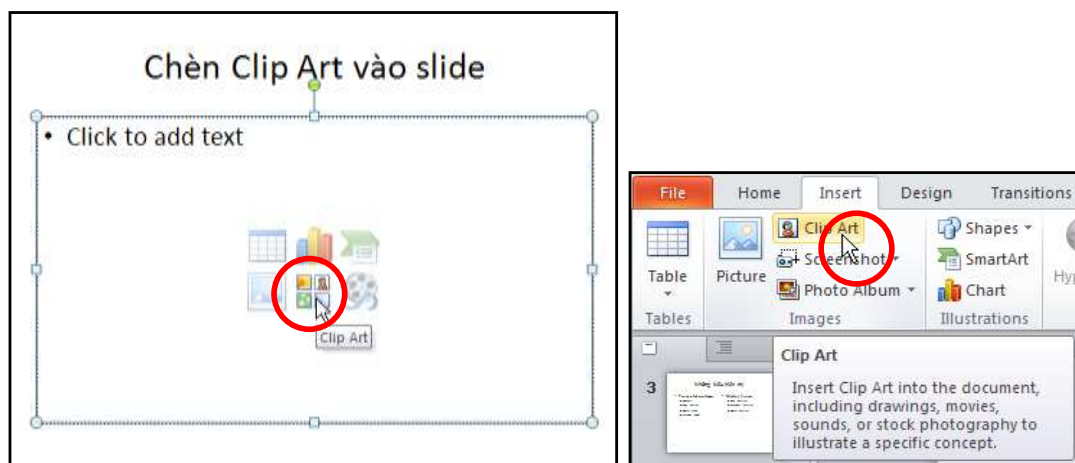 Chèn Clip Art vào slide
• Click to add text
Clip Art
File Home Insert Design Transitions
Clip Art
Screenshot
Photo Album
Table
Picture
Shapes
SmartArt
Chart
Tables Images Illustrations
Clip Art
3
Insert Clip Art into the document,
including drawings, movies,
sounds, or stock photography to
illustrate a specific concept.